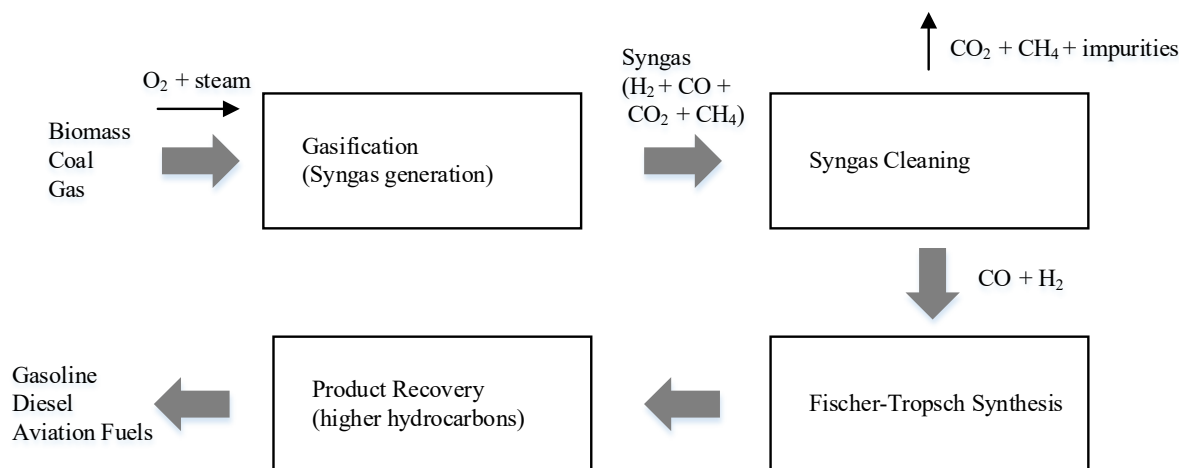 O₂ + steam
Biomass
Coal
Gas
Gasification
(Syngas generation)
Syngas
(H₂ + CO +
CO₂ + CH₄)
CO₂ + CH₄ + impurities
Syngas Cleaning
CO + H₂
Fischer-Tropsch Synthesis
Product Recovery
(higher hydrocarbons)
Gasoline
Diesel
Aviation Fuels